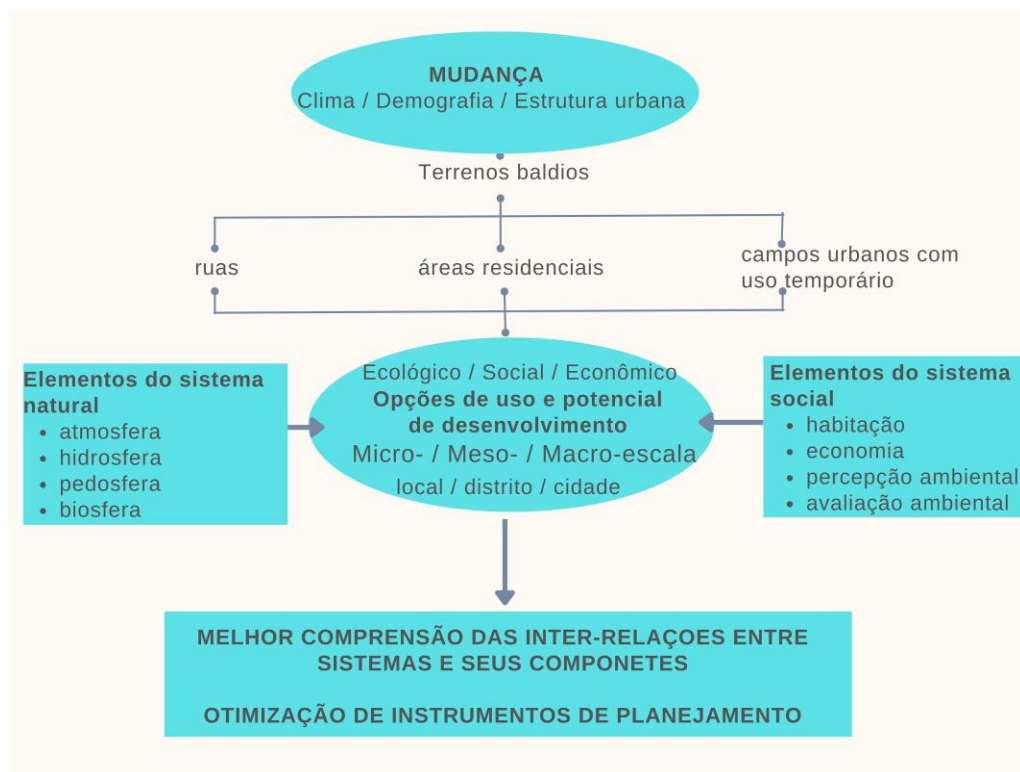 MUDANÇA
Clima / Demografia / Estrutura urbana
Terrenos baldios
ruas
áreas residenciais
campos urbanos com
uso temporário
Elementos do sistema
natural
• atmosfera
• hidrosfera
• pedosfera
• biosfera
Ecológico / Social / Econômico
Opções de uso e potencial
de desenvolvimento
Micro- / Meso- / Macro-escala
local / distrito / cidade
Elementos do sistema
social
• habitação
• economia
• percepção ambiental
• avaliação ambiental
MELHOR COMPRENSÃO DAS INTER-RELAÇOES ENTRE
SISTEMAS E SEUS COMPONETES
OTIMIZAÇÃO DE INSTRUMENTOS DE PLANEJAMENTO